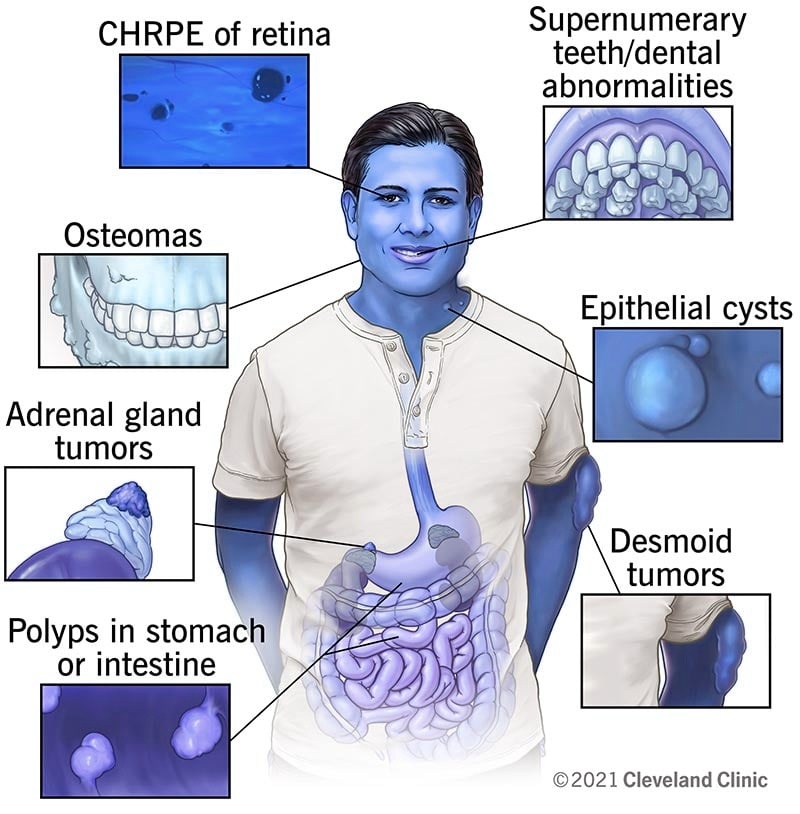 CHRPE of retina
Supernumerary
teeth/dental
abnormalities
Osteomas
Epithelial cysts
Adrenal gland
tumors
Desmoid
tumors
Polyps in stomach
or intestine
©2021 Cleveland Clinic